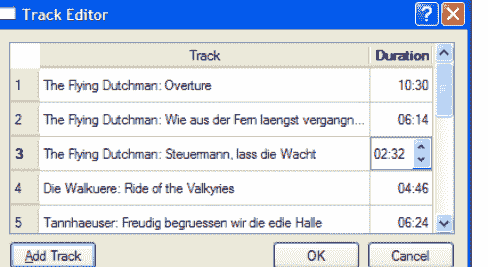 Track Editor
Track Duration
1 The Flying Dutchman: Overture 10:30
2 The Flying Dutchman: Wie aus der Fern laengst vergangn... 06:14
3 The Flying Dutchman: Steuermann, lass die Wacht 02:32
4 Die Walkuere: Ride of the Valkyries 04:46
5 Tannhaeuser: Freudig begruessen wir die edle Halle 06:24
Add Track OK Cancel